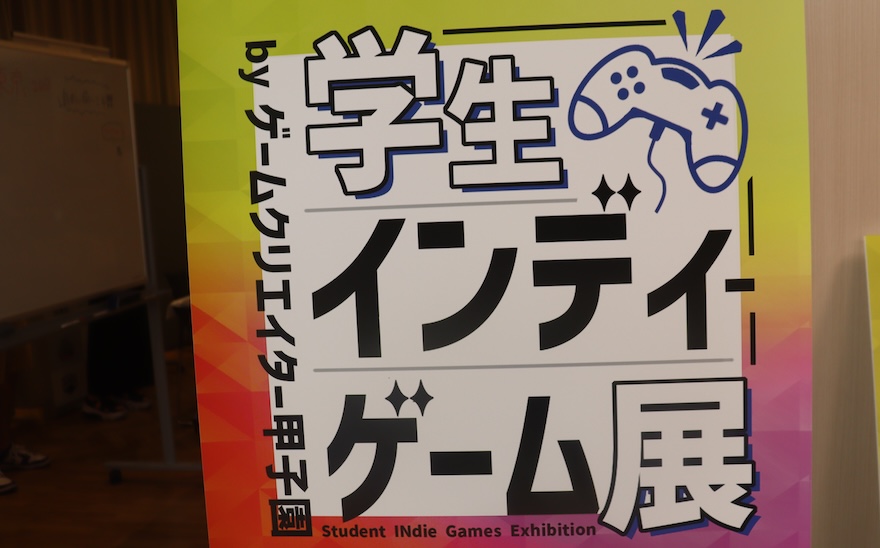 学生
インディー
ゲーム展
Student INdie Games Exhibition
by ゲームクリエイター甲子園